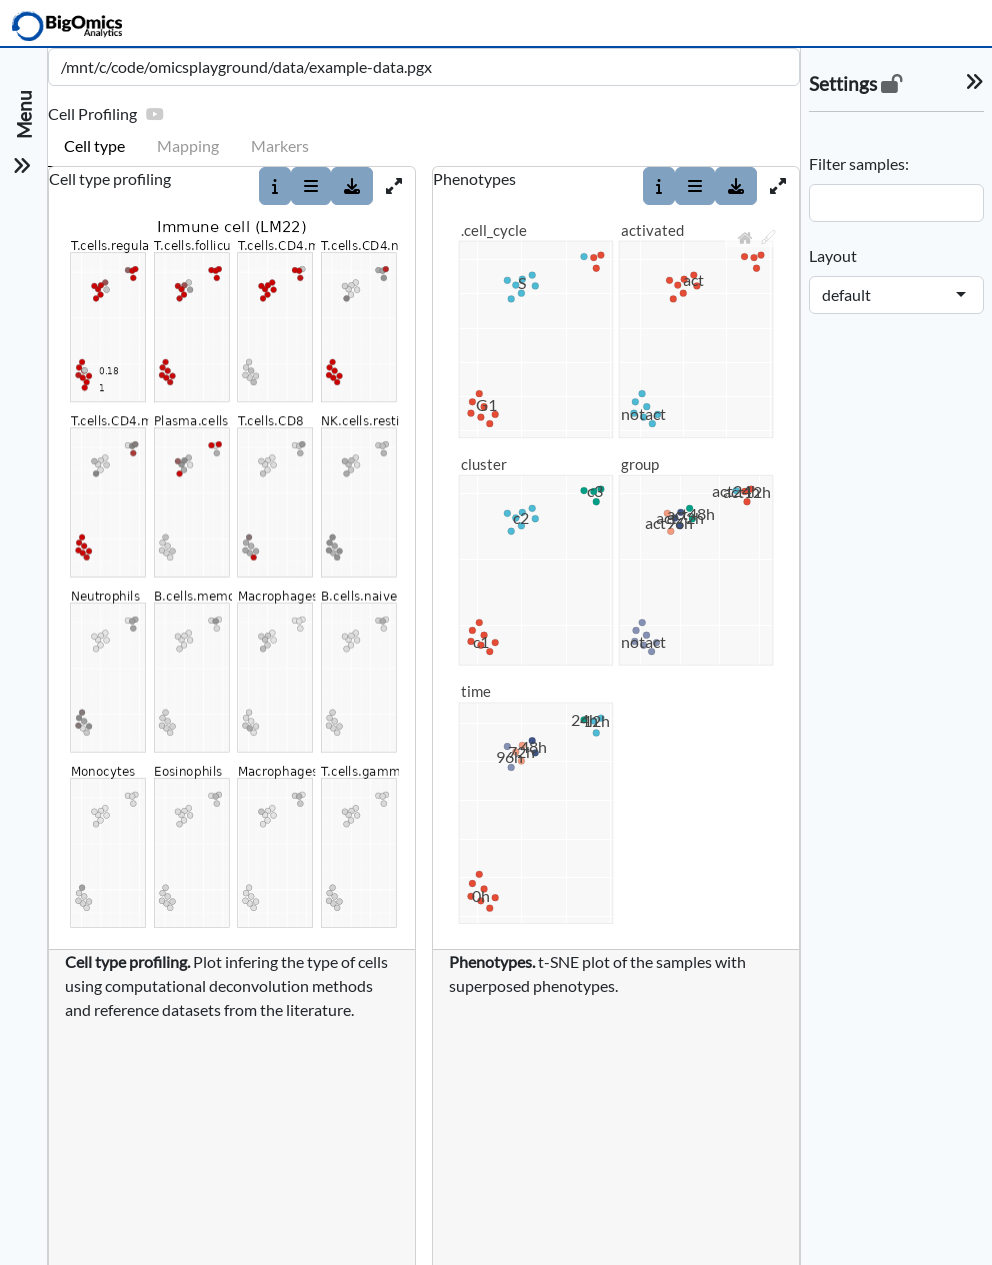 BigOmics
Analytics
/mnt/c/code/omicsplayground/data/example-data.pgx
Menu
Settings
Cell Profiling
Cell type Mapping Markers
Filter samples:
Layout
default
Cell type profiling
Immune cell (LM22)
T.cells.regula T.cells.follicu T.cells.CD4.m T.cells.CD4.n
0.18
1
T.cells.CD4.m Plasma.cells T.cells.CD8 NK.cells.resti
Neutrophils B.cells.memo Macrophages B.cells.naive
Monocytes Eosinophils Macrophages T.cells.gamm
Cell type profiling. Plot infering the type of cells
using computational deconvolution methods
and reference datasets from the literature.
Phenotypes
.cell_cycle activated
S act
G1 notact
cluster group
c3 act24h act12h
c2 act48h
act72h
act96h
c1 notact
time
24h 12h
48h
72h
96h
0h
Phenotypes. t-SNE plot of the samples with
superposed phenotypes.